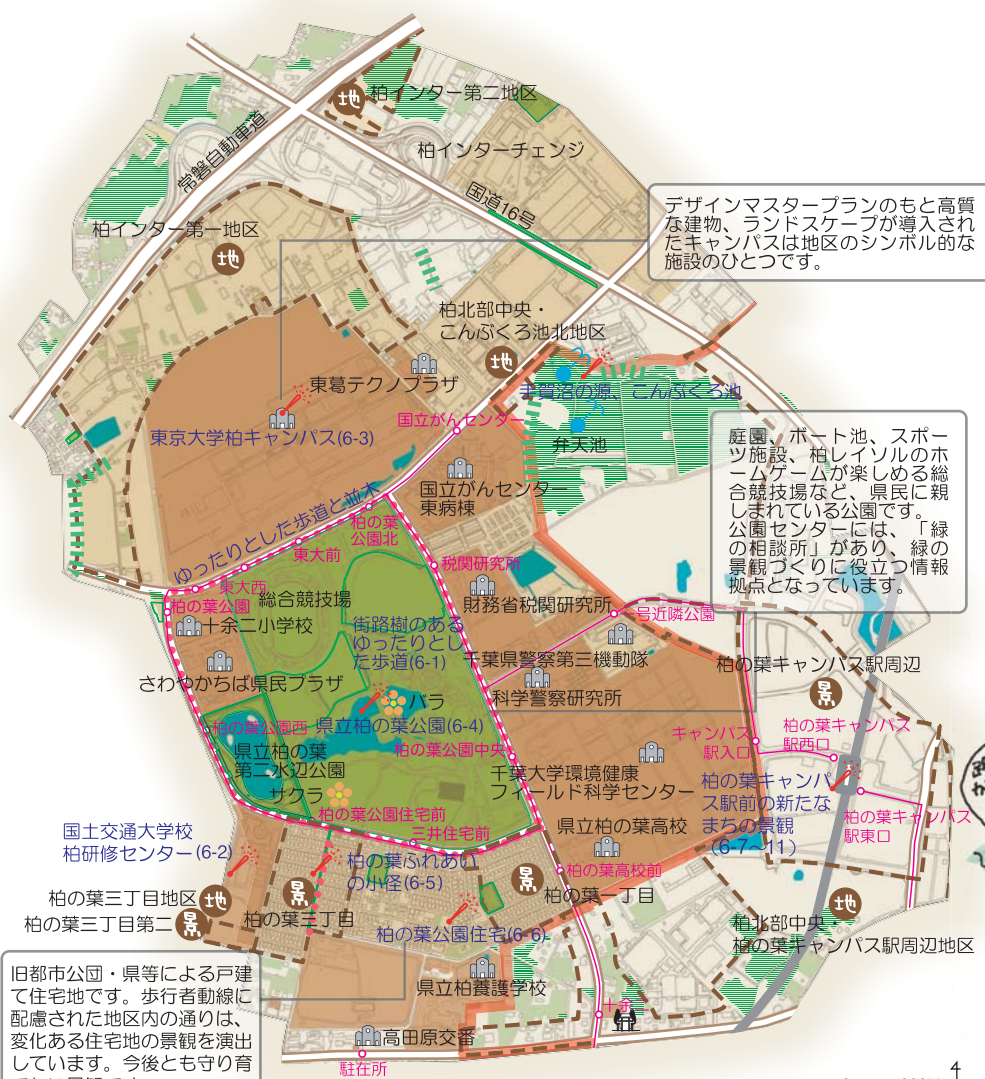 地
柏インター第二地区
常磐自動車道
柏インターチェンジ
国道16号
柏インター第一地区
地
デザインマスタープランのもと高質
な建物、ランドスケープが導入され
たキャンパスは地区のシンボル的な
施設のひとつです。
柏北部中央・
こんぶくろ池北地区
地
東葛テクノプラザ
手賀沼の源、こんぶくろ池
東京大学柏キャンパス(6-3)
国立がんセンター
弁天池
庭園、ボート池、スポー
ツ施設、柏レイソルのホ
ームゲームが楽しめる総
合競技場など、県民に親
しまれている公園です。
公園センターには、「緑
の相談所」があり、緑の
景観づくりに役立つ情報
拠点となっています。
国立がんセンター
東病棟
ゆったりとした歩道と並木
柏の葉
公園北
東大前
税関研究所
東大西
柏の葉公園
総合競技場
財務省税関研究所
号近隣公園
十余二小学校
街路樹のある
ゆったりとし
た歩道(6-1)
千葉県警察第三機動隊
柏の葉キャンパス駅周辺
景
さわやかちば県民プラザ
バラ
科学警察研究所
柏の葉公園西
県立柏の葉公園(6-4)
柏の葉キャンパス
駅西口
キャンパス
駅入口
県立柏の葉
第二水辺公園
柏の葉公園中央
千葉大学環境健康
フィールド科学センター
柏の葉キャンパ
ス駅前の新たな
まちの景観
(6-7~11)
サクラ
柏の葉公園住宅前
柏の葉キャンパス
駅東口
国土交通大学校
柏研修センター(6-2)
三井住宅前
県立柏の葉高校
柏の葉ふれあい
の小径(6-5)
柏の葉高校前
柏の葉三丁目地区
地
景
柏の葉三丁目
景
柏の葉一丁目
地
柏の葉三丁目第二
景
柏の葉公園住宅(6-6)
柏北部中央・
柏の葉キャンパス駅周辺地区
旧都市公団・県等による戸建
て住宅地です。歩行者動線に
配慮された地区内の通りは、
変化ある住宅地の景観を演出
しています。今後とも守り育
県立柏養護学校
十余
高田原交番
駐在所
4